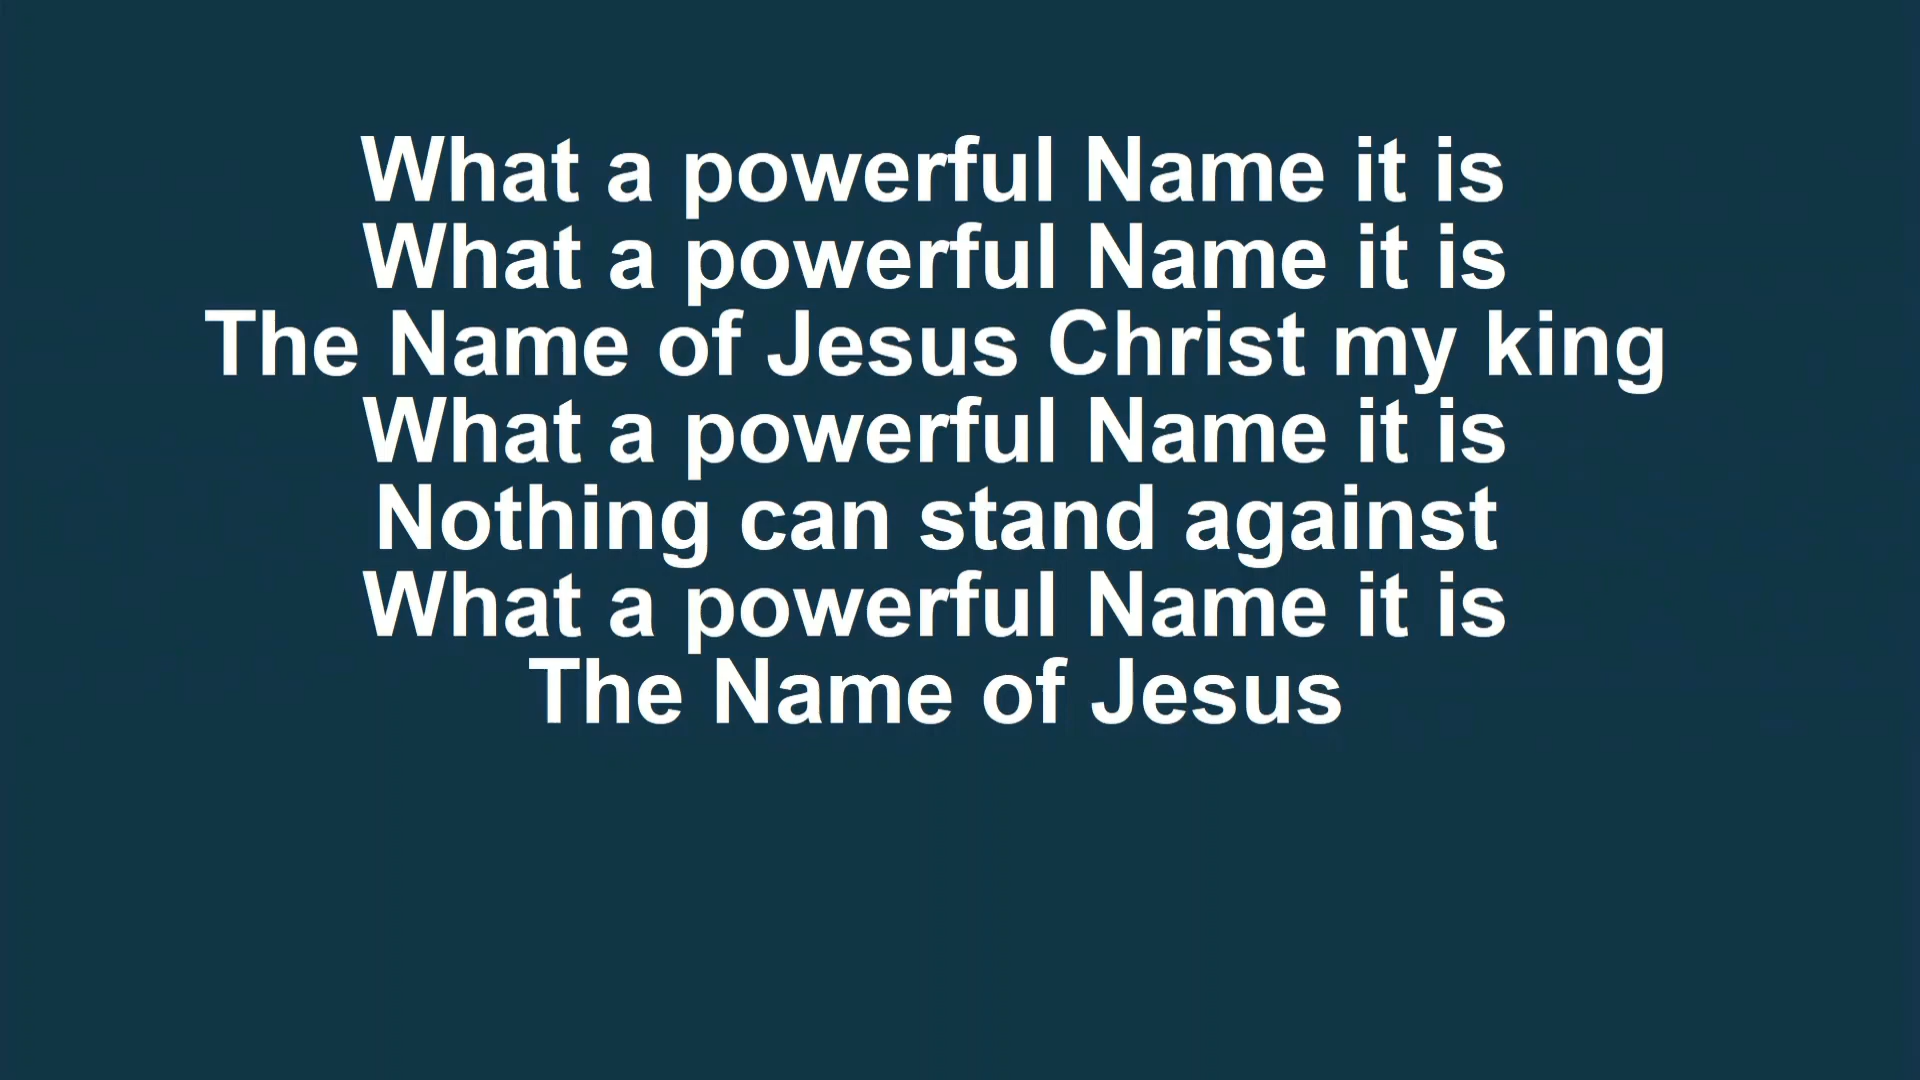 What a powerful Name it is
What a powerful Name it is
The Name of Jesus Christ my king
What a powerful Name it is
Nothing can stand against
What a powerful Name it is
The Name of Jesus